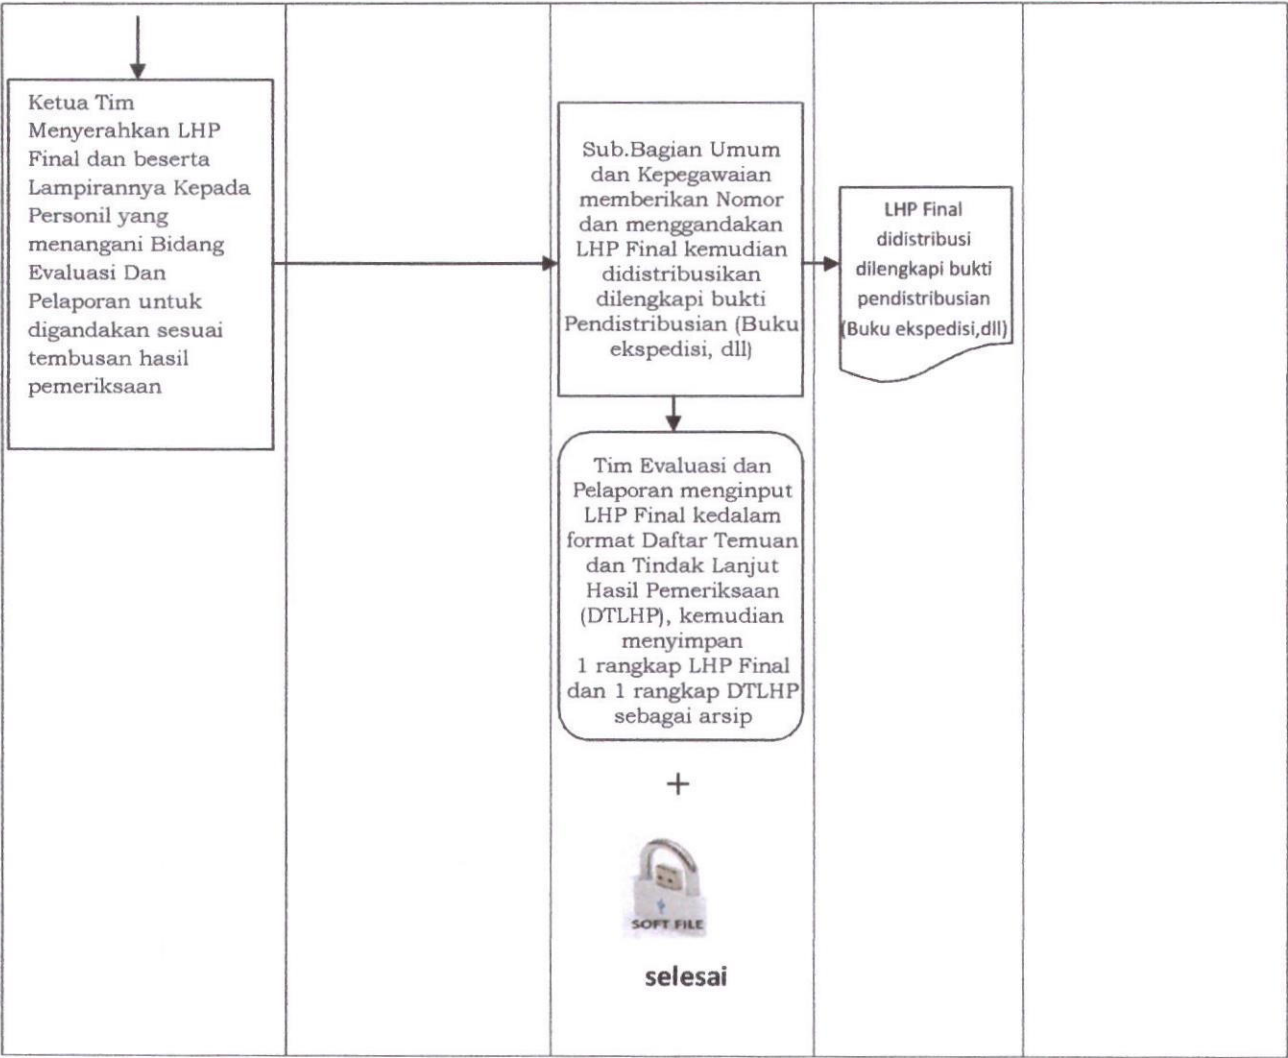 Ketua Tim
Menyerahkan LHP
Final dan beserta
Lampirannya Kepada
Personil yang
menangani Bidang
Evaluasi Dan
Pelaporan untuk
digandakan sesuai
tembusan hasil
pemeriksaan
Sub.Bagian Umum
dan Kepegawaian
memberikan Nomor
dan menggandakan
LHP Final kemudian
didistribusikan
dilengkapi bukti
Pendistribusian (Buku
ekspedisi, dll)
LHP Final
didistribusi
dilengkapi bukti
pendistribusian
(Buku ekspedisi,dll)
Tim Evaluasi dan
Pelaporan menginput
LHP Final kedalam
format Daftar Temuan
dan Tindak Lanjut
Hasil Pemeriksaan
(DTLHP), kemudian
menyimpan
1 rangkap LHP Final
dan 1 rangkap DTLHP
sebagai arsip
+
SOFT FILE
selesai